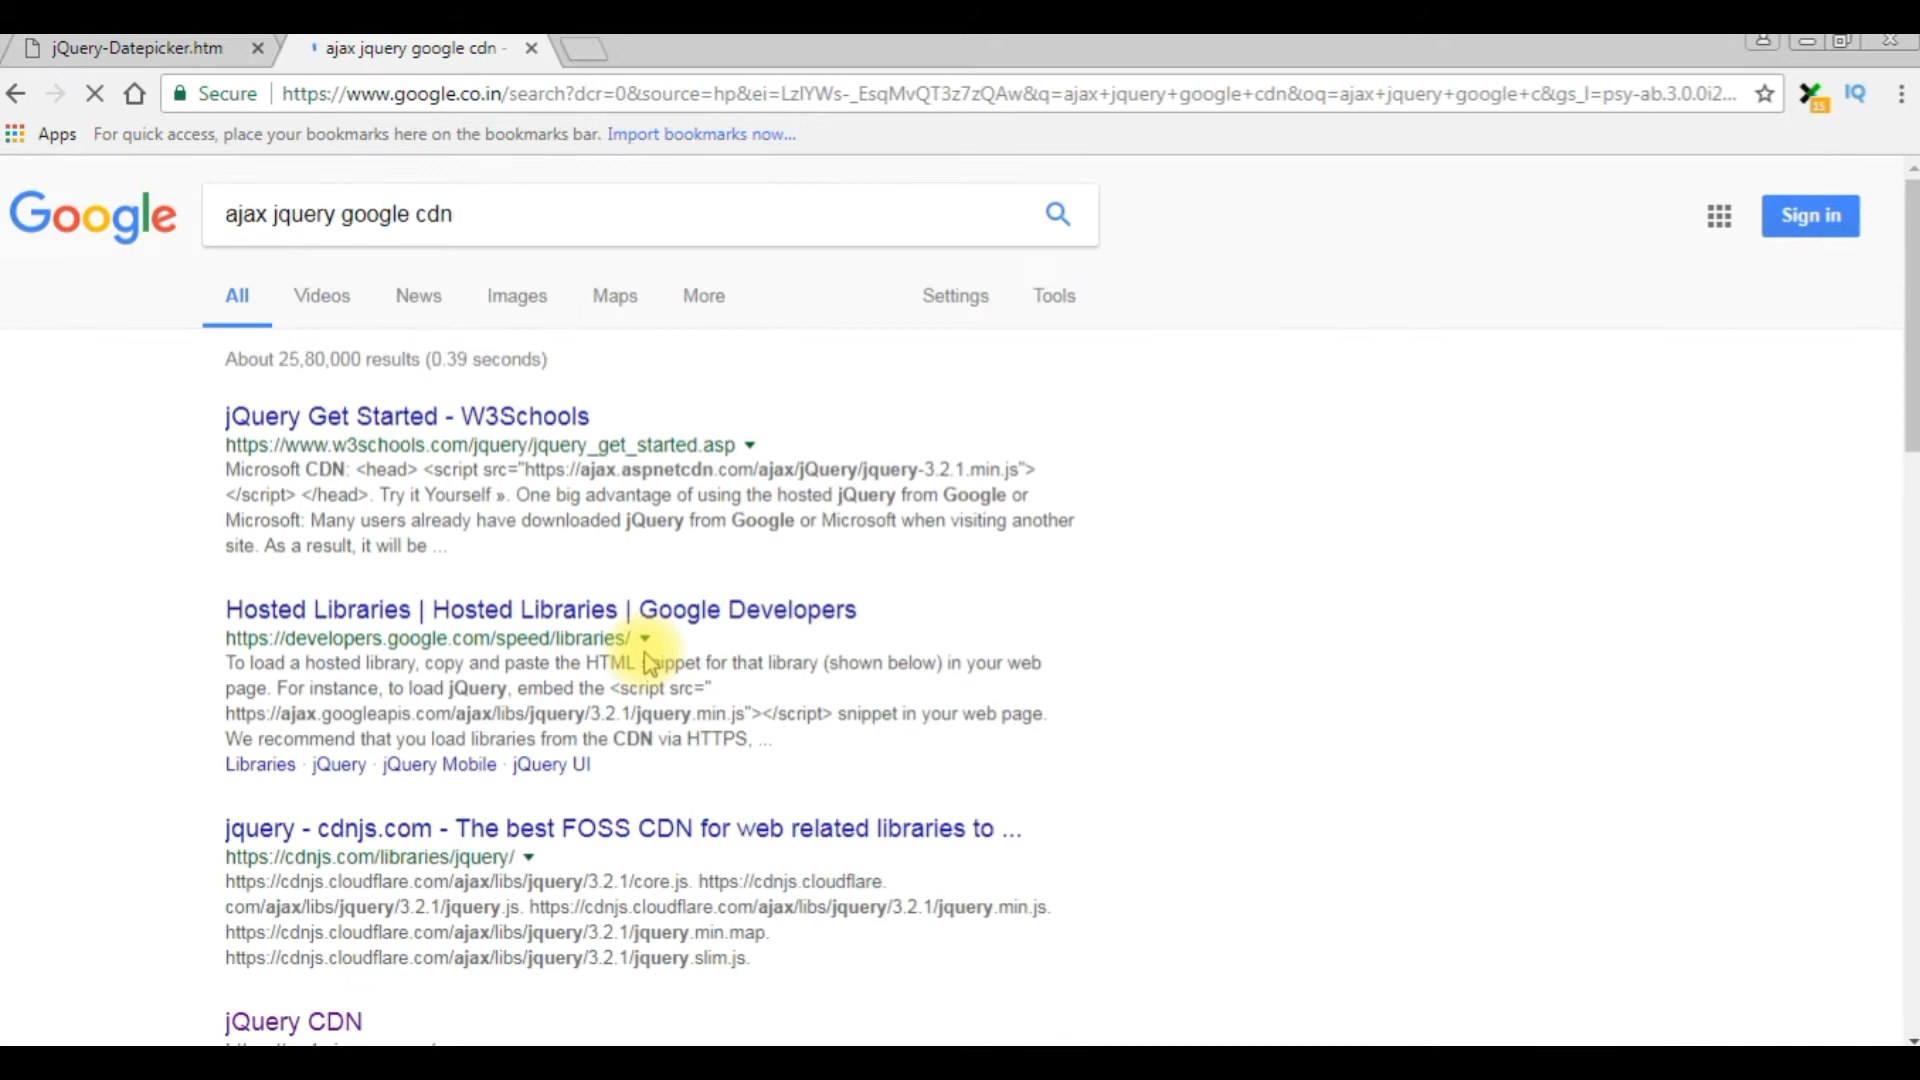 jQuery-Datepicker.htm
ajax jquery google cdn -
Secure
https://www.google.co.in/search?dcr=0&source=hp&ei=LzlYWs-_EsqMvQT3z7zQAw&q=ajax+jquery+google+cdn&oq=ajax+jquery+google+c&gs_l=psy-ab.3.0.0i2...
15
IQ
Apps
For quick access, place your bookmarks here on the bookmarks bar. Import bookmarks now...
Google
ajax jquery google cdn
Sign in
All
Videos
News
Images
Maps
More
Settings
Tools
About 25,80,000 results (0.39 seconds)
jQuery Get Started - W3Schools
https://www.w3schools.com/jquery/jquery_get_started.asp
Microsoft CDN: <head> <script src="https://ajax.aspnetcdn.com/ajax/jQuery/jquery-3.2.1.min.js">
</script> </head>. Try it Yourself ». One big advantage of using the hosted jQuery from Google or
Microsoft: Many users already have downloaded jQuery from Google or Microsoft when visiting another
site. As a result, it will be ...
Hosted Libraries | Hosted Libraries | Google Developers
https://developers.google.com/speed/libraries/
To load a hosted library, copy and paste the HTML snippet for that library (shown below) in your web
page. For instance, to load jQuery, embed the <script src="
https://ajax.googleapis.com/ajax/libs/jquery/3.2.1/jquery.min.js"></script> snippet in your web page.
We recommend that you load libraries from the CDN via HTTPS, ...
Libraries · jQuery · jQuery Mobile · jQuery UI
jquery - cdnjs.com - The best FOSS CDN for web related libraries to ...
https://cdnjs.com/libraries/jquery/
https://cdnjs.cloudflare.com/ajax/libs/jquery/3.2.1/core.js. https://cdnjs.cloudflare.
com/ajax/libs/jquery/3.2.1/jquery.js. https://cdnjs.cloudflare.com/ajax/libs/jquery/3.2.1/jquery.min.js.
https://cdnjs.cloudflare.com/ajax/libs/jquery/3.2.1/jquery.min.map.
https://cdnjs.cloudflare.com/ajax/libs/jquery/3.2.1/jquery.slim.js.
jQuery CDN